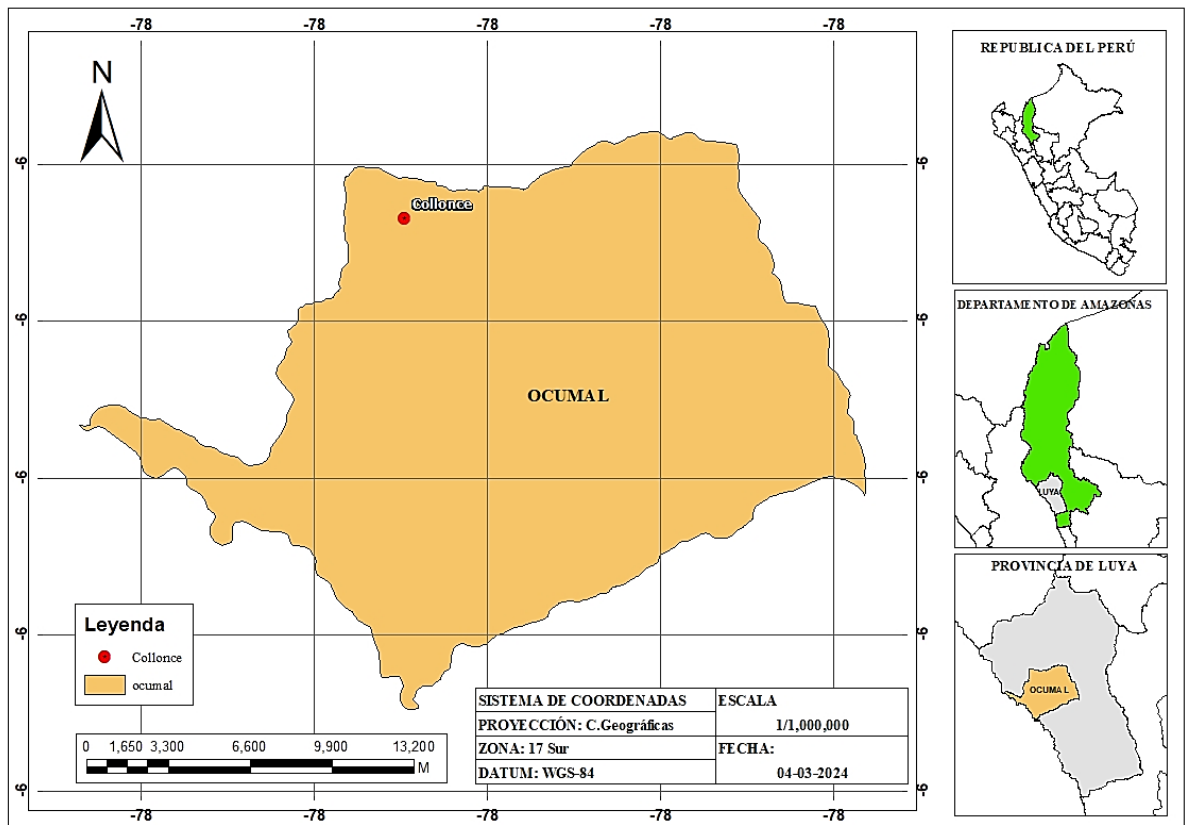 -78 -78 -78 -78 -78
N
-6
-6
-6
-6
-6
-6
-6
-6
-6
-6
Collonce
OCUMAL
Leyenda
Collonce
ocumal
0 1,650 3,300 6,600 9,900 13,200
M
SISTEMA DE COORDENADAS
PROYECCIÓN: C.Geográficas
ZONA: 17 Sur
DATUM: WGS-84
ESCALA
1/1,000,000
FECHA:
04-03-2024
-78 -78 -78 -78 -78
REPUBLICA DEL PERÚ
DEPARTAMENTO DE AMAZONAS
LUYA
PROVINCIA DE LUYA
OCUMAL